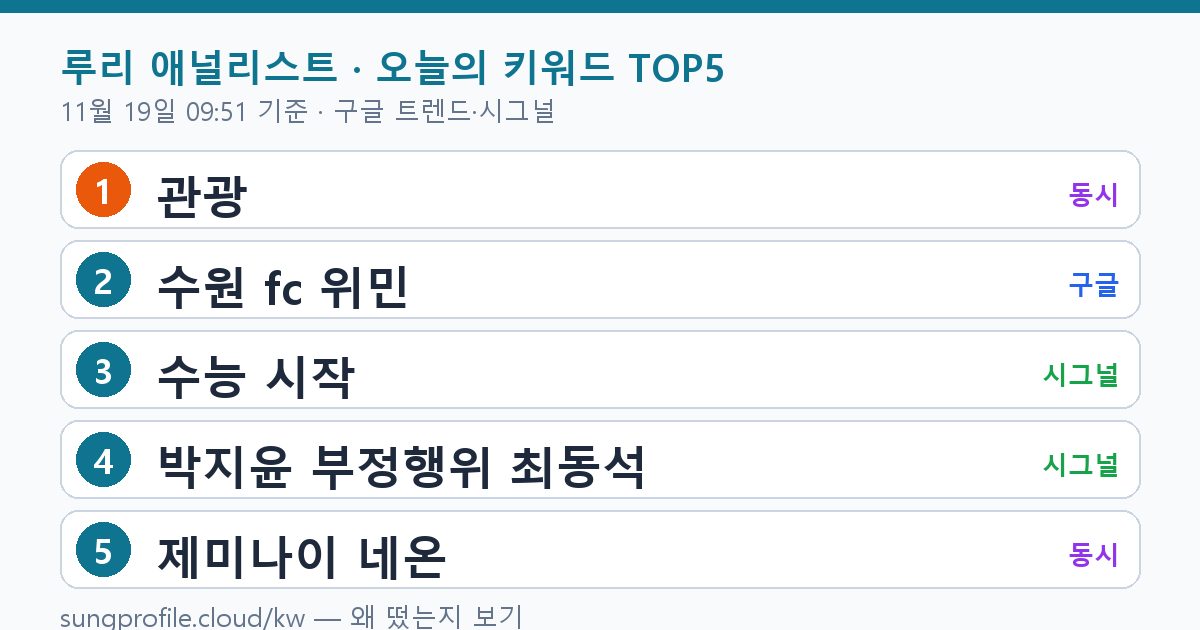 루리 애널리스트 · 오늘의 키워드 TOP5
11월 19일 09:51 기준 · 구글 트렌드·시그널
1 관광 동시
2 수원 fc 위민 구글
3 수능 시작 시그널
4 박지윤 부정행위 최동석 시그널
5 제미나이 네온 동시
sungprofile.cloud/kw — 왜 떴는지 보기